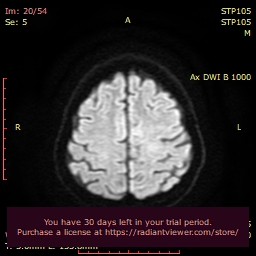 Im: 20/54
Se: 5
A
STP105
STP105
M
Ax DWI B 1000
R
L
You have 30 days left in your trial period.
Purchase a license at https://radiantviewer.com/store/